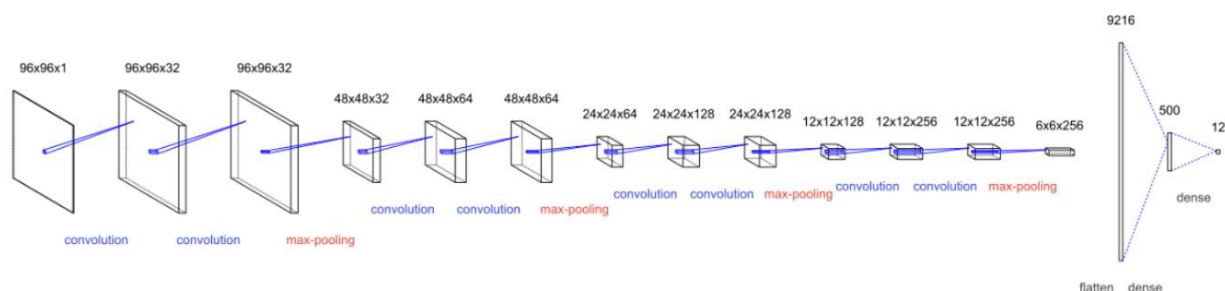 9216
96x96x1 96x96x32 96x96x32
48x48x32 48x48x64 48x48x64
24x24x64 24x24x128 24x24x128
12x12x128 12x12x256 12x12x256 6x6x256
500
12
convolution convolution max-pooling
convolution convolution max-pooling
convolution convolution max-pooling
convolution convolution max-pooling
dense
flatten dense